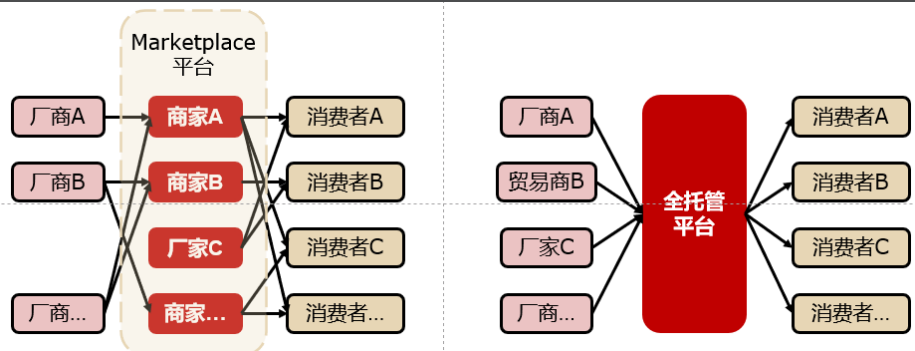 Marketplace
平台
厂商A
商家A
消费者A
厂商B
商家B
消费者B
厂家C
消费者C
厂商...
商家...
消费者...
厂商A
消费者A
贸易商B
消费者B
全托管
平台
厂家C
消费者C
厂商...
消费者...